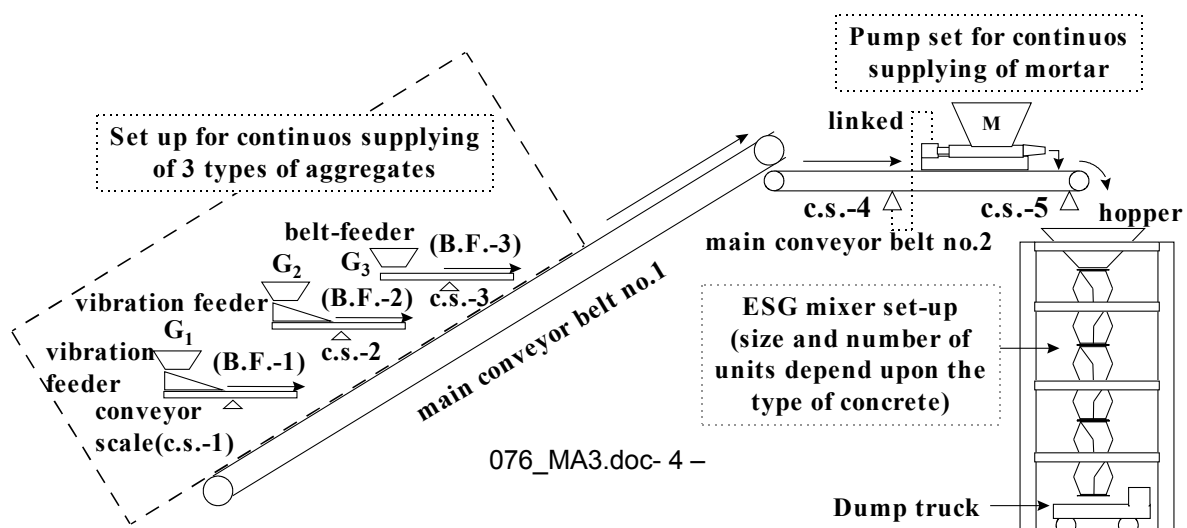 Pump set for continuos
supplying of mortar
linked
M
Set up for continuos supplying
of 3 types of aggregates
c.s.-4
c.s.-5
hopper
main conveyor belt no.2
belt-feeder
(B.F.-3)
G3
c.s.-3
G2
vibration feeder
(B.F.-2)
c.s.-2
G1
vibration
feeder
(B.F.-1)
conveyor
scale(c.s.-1)
main conveyor belt no.1
ESG mixer set-up
(size and number of
units depend upon the
type of concrete)
076_MA3.doc- 4 –
Dump truck